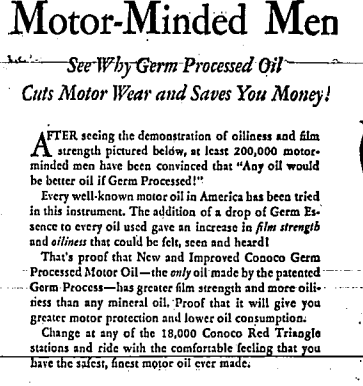 Motor-Minded Men
See Why Germ Processed Oil
Cuts Motor Wear and Saves You Money!
AFTER seeing the demonstration of oiliness and film
strength pictured below, at least 200,000 motor-
minded men have been convinced that "Any oil would
be better oil if Germ Processed!"
Every well-known motor oil in America has been tried
in this instrument. The addition of a drop of Germ Es-
sence to every oil used gave an increase in film strength
and oiliness that could be felt, seen and heard!
That's proof that New and Improved Conoco Germ
Processed Motor Oil—the only oil made by the patented
Germ Process—has greater film strength and more oili-
ness than any mineral oil. Proof that it will give you
greater motor protection and lower oil consumption.
Change at any of the 18,000 Conoco Red Triangle
stations and ride with the comfortable feeling that you
have the safest, finest motor oil ever made.